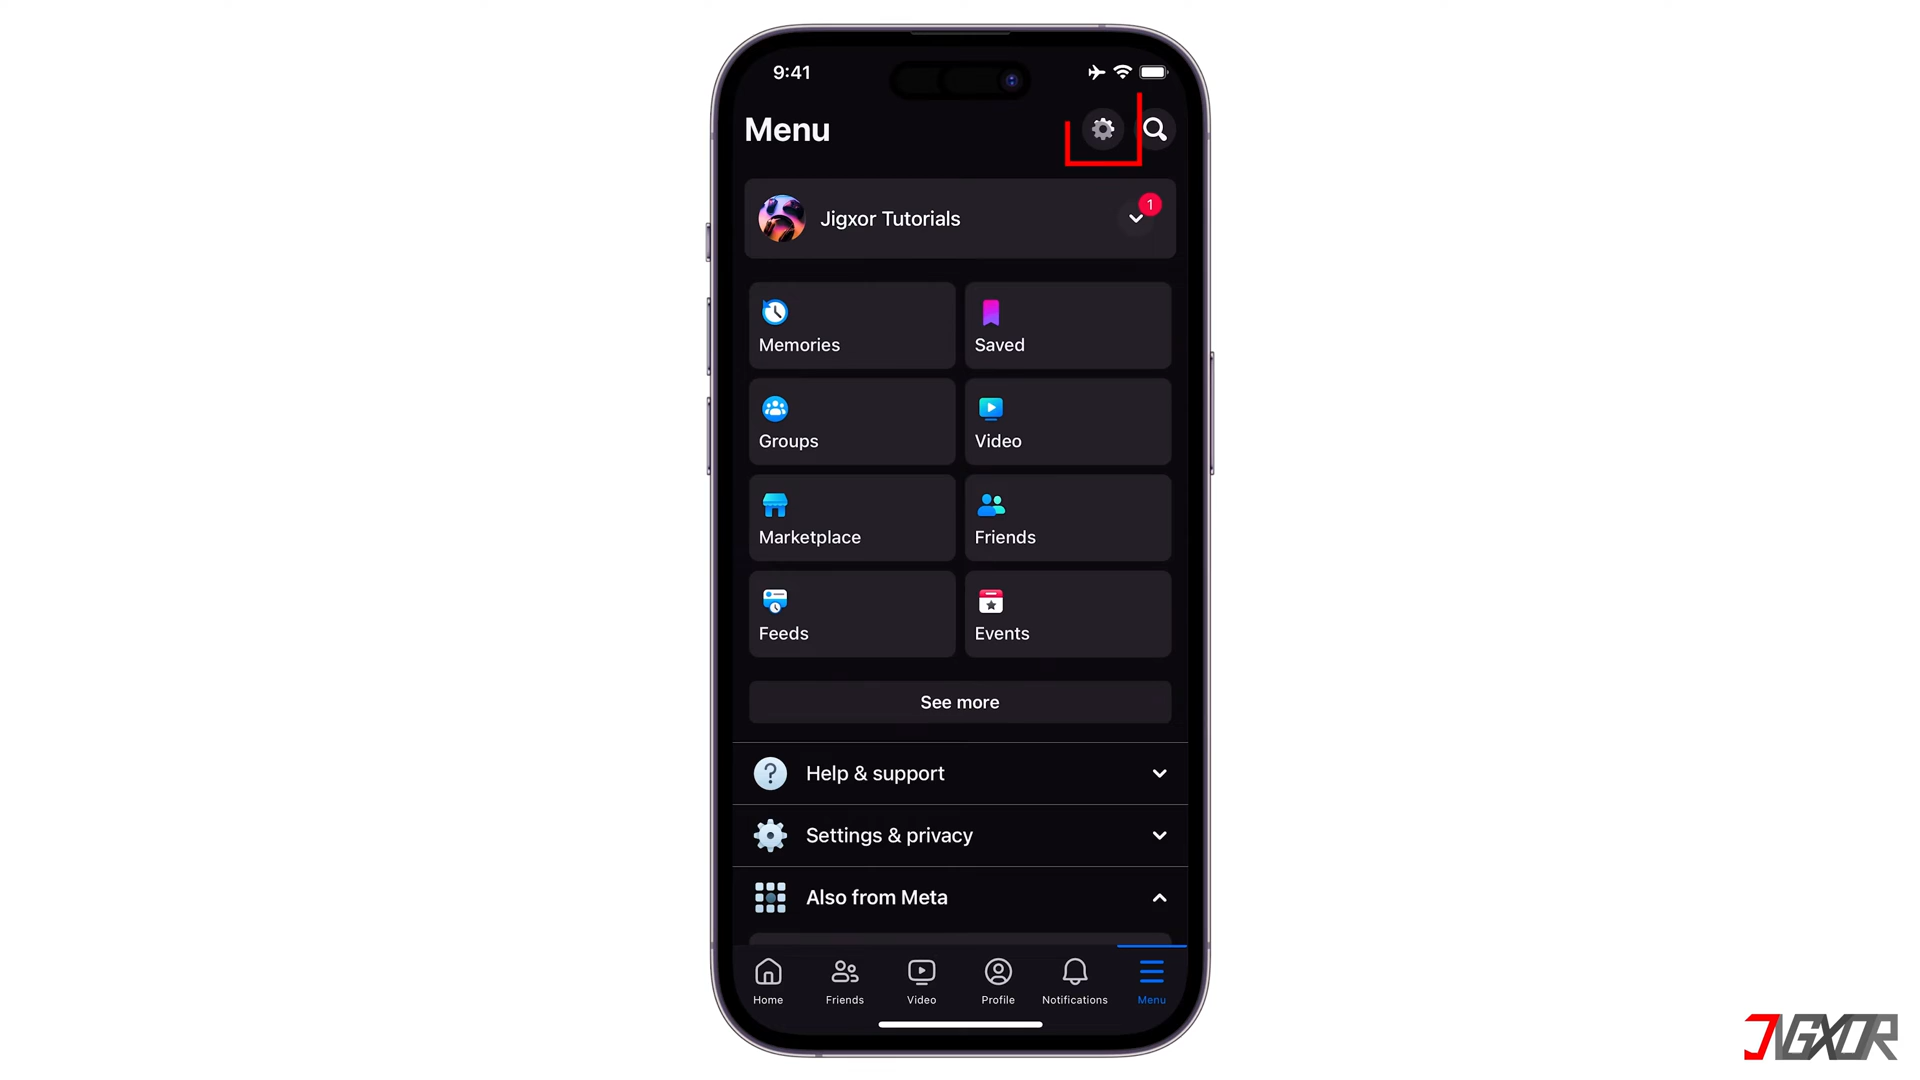 9:41
Menu
Jigxor Tutorials
1
Memories
Saved
Groups
Video
Marketplace
Friends
Feeds
Events
See more
Help & support
Settings & privacy
Also from Meta
Home
Friends
Video
Profile
Notifications
Menu
JIGXOR